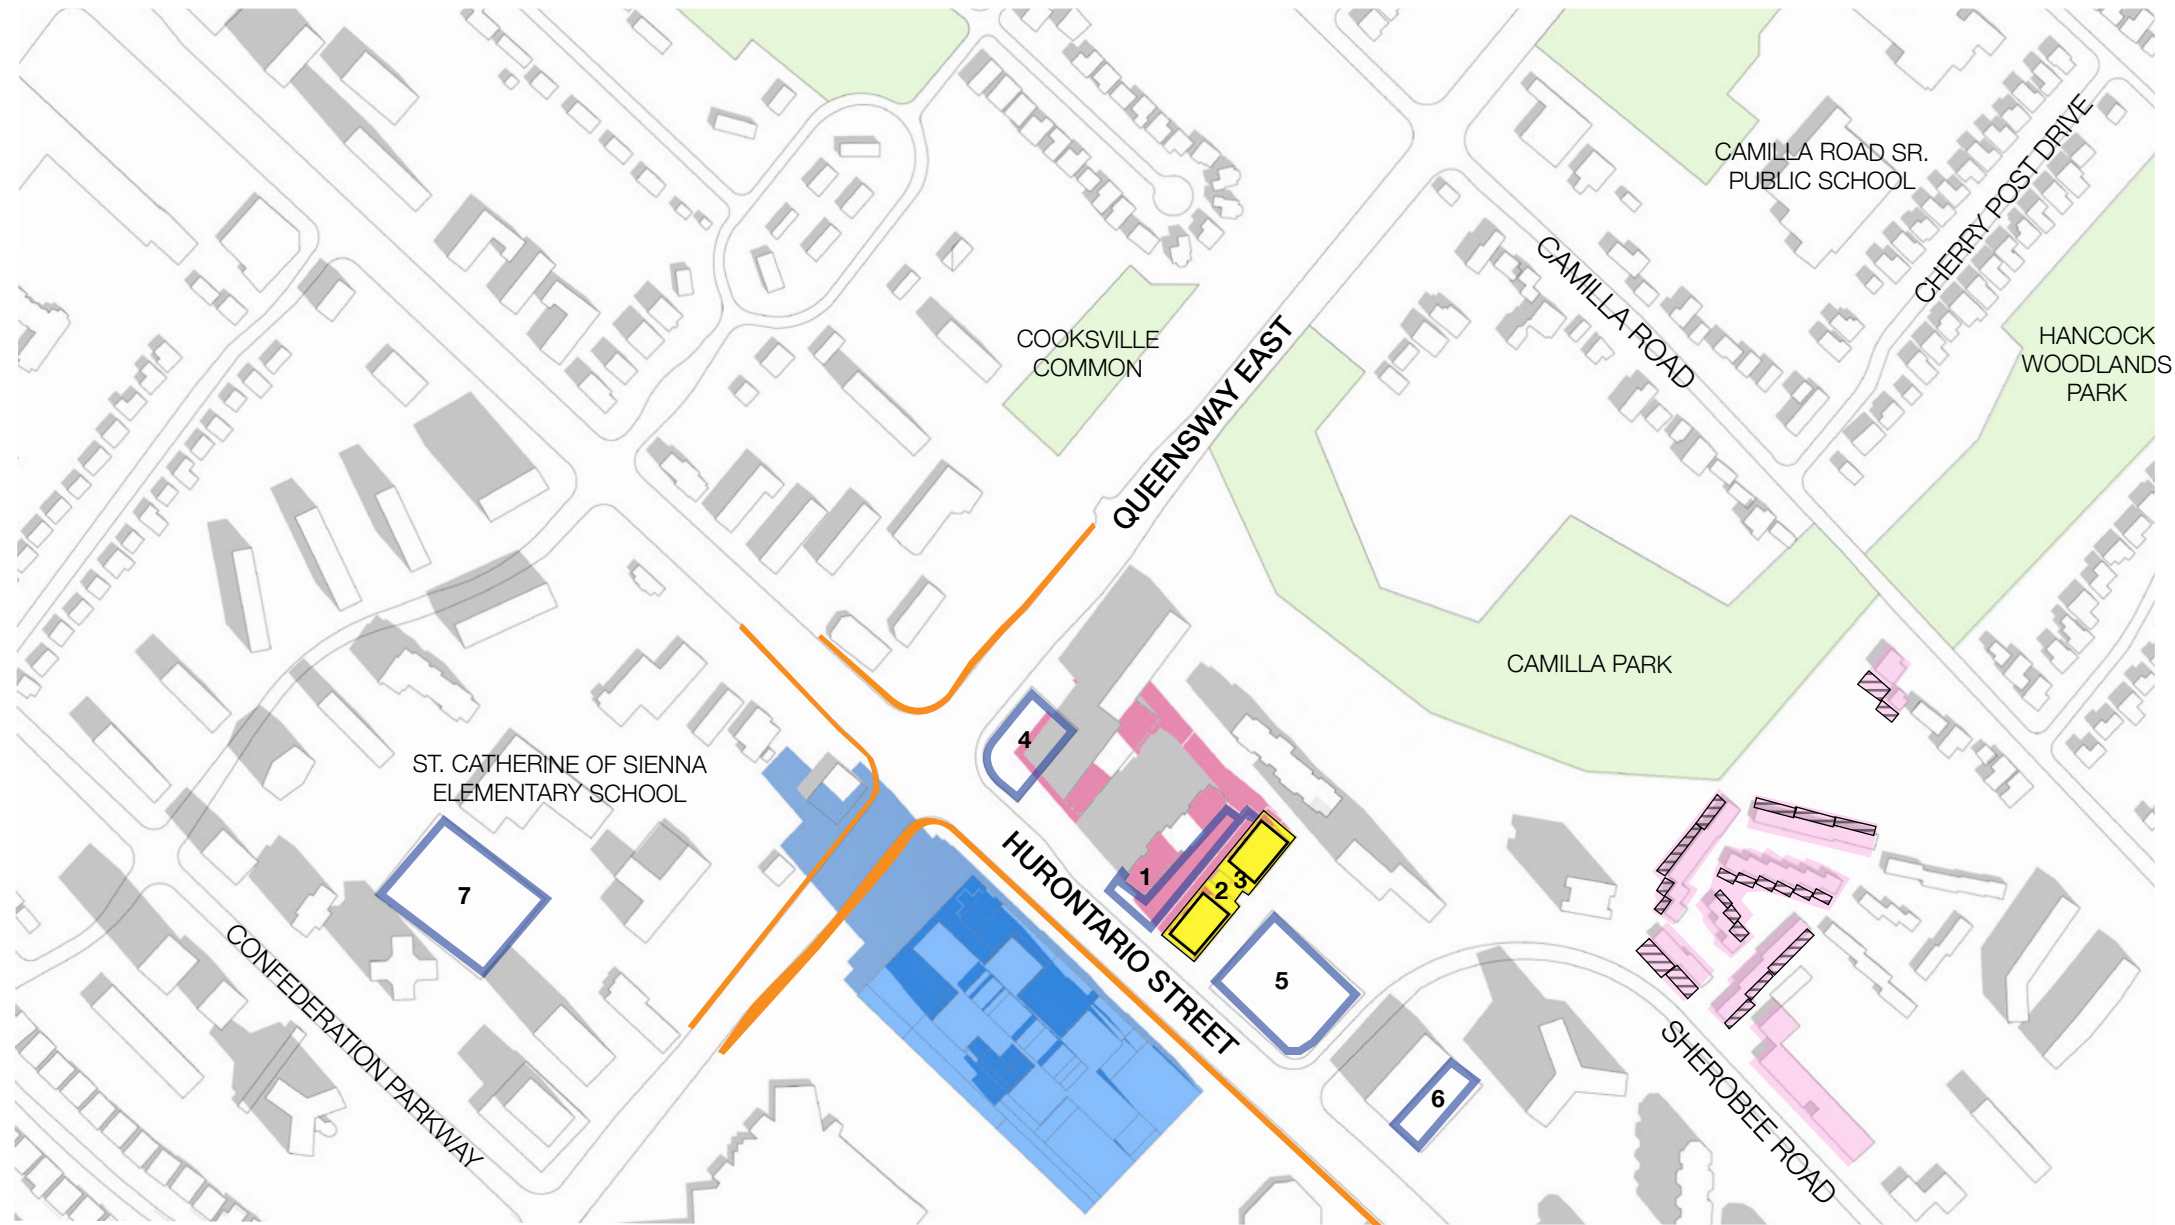 CAMILLA ROAD SR.
PUBLIC SCHOOL
CHERRY POST DRIVE
CAMILLA ROAD
COOKSVILLE
COMMON
QUEENSWAY EAST
HANCOCK
WOODLANDS
PARK
CAMILLA PARK
ST. CATHERINE OF SIENNA
ELEMENTARY SCHOOL
4
HURONTARIO STREET
1
2
3
7
5
6
CONFEDERATION PARKWAY
SHEROBEE ROAD